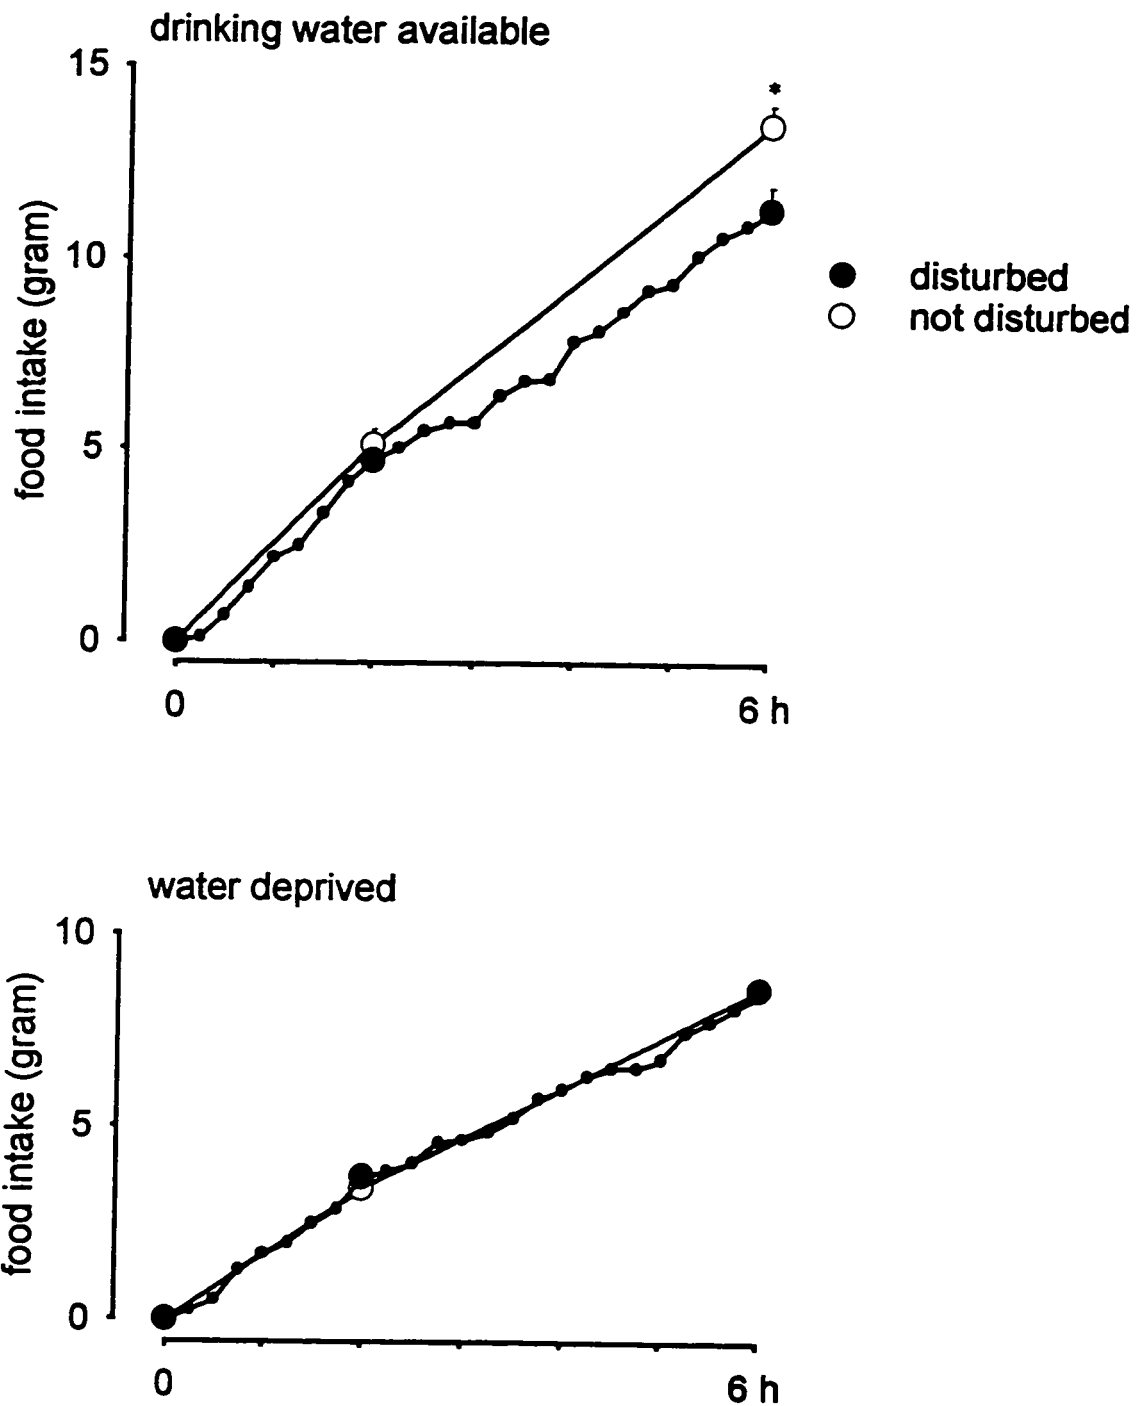 drinking water available
15
*
10
5
0
food intake (gram)
disturbed
not disturbed
0
6 h
water deprived
10
5
0
food intake (gram)
0
6 h